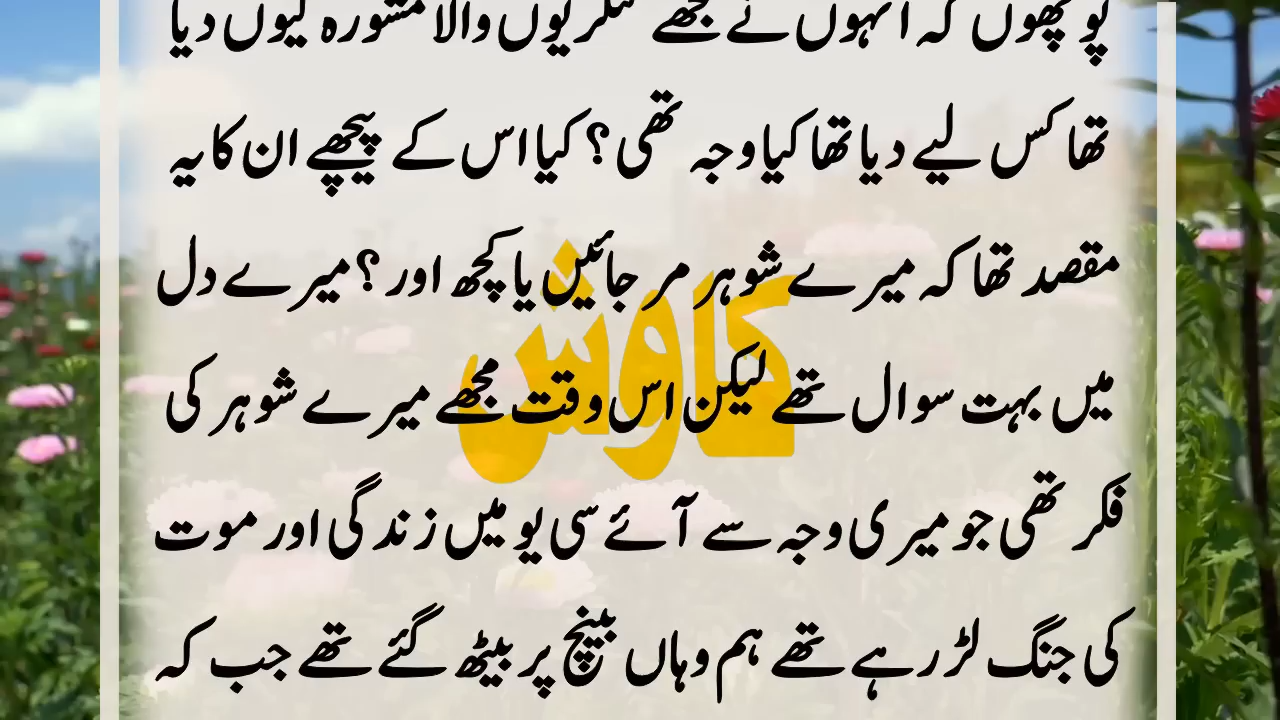 پوچھوں کہ انہوں نے مجھے سکریوں والا مشورہ کیوں دیا
تھا کس لیے دیا تھا کیا وجہ تھی؟ کیا اس کے پیچھے ان کا یہ
مقصد تھا کہ میرے شوہر مر جائیں یا کچھ اور؟ میرے دل
میں بہت سوال تھے لیکن اس وقت مجھے میرے شوہر کی
فکر تھی جو میری وجہ سے آئے سی یو میں زندگی اور موت
کی جنگ لڑ رہے تھے ہم وہاں بینچ پر بیٹھ گئے تھے جب کہ
کاوش